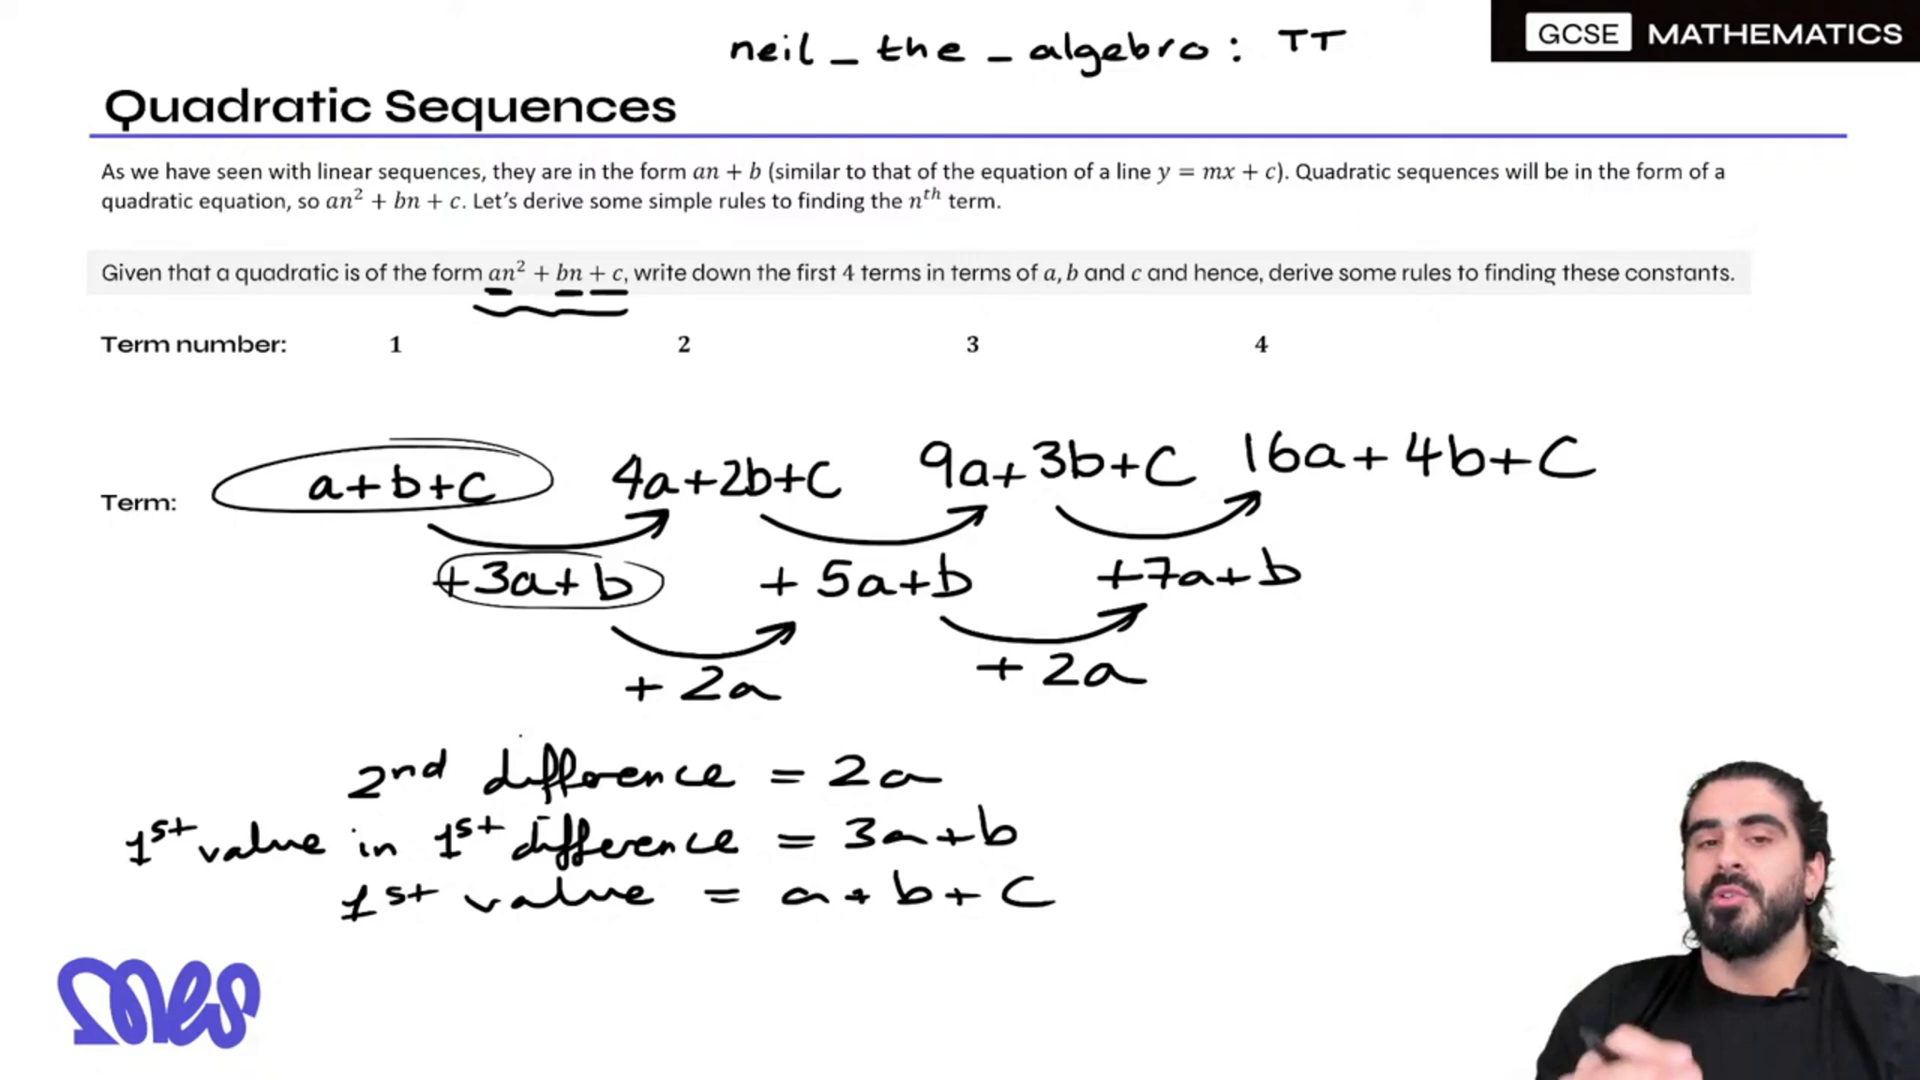 neil_the_algebro: TT
GCSE MATHEMATICS
Quadratic Sequences
As we have seen with linear sequences, they are in the form an + b (similar to that of the equation of a line y = mx + c). Quadratic sequences will be in the form of a
quadratic equation, so an² + bn + c. Let's derive some simple rules to finding the nᵗʰ term.
Given that a quadratic is of the form an² + bn + c, write down the first 4 terms in terms of a, b and c and hence, derive some rules to finding these constants.
Term number: 1 2 3 4
Term: a+b+c 4a+2b+c 9a+3b+c 16a+4b+c
+3a+b +5a+b +7a+b
+2a +2a
2nd difference = 2a
1st value in 1st difference = 3a+b
1st value = a+b+c
mes